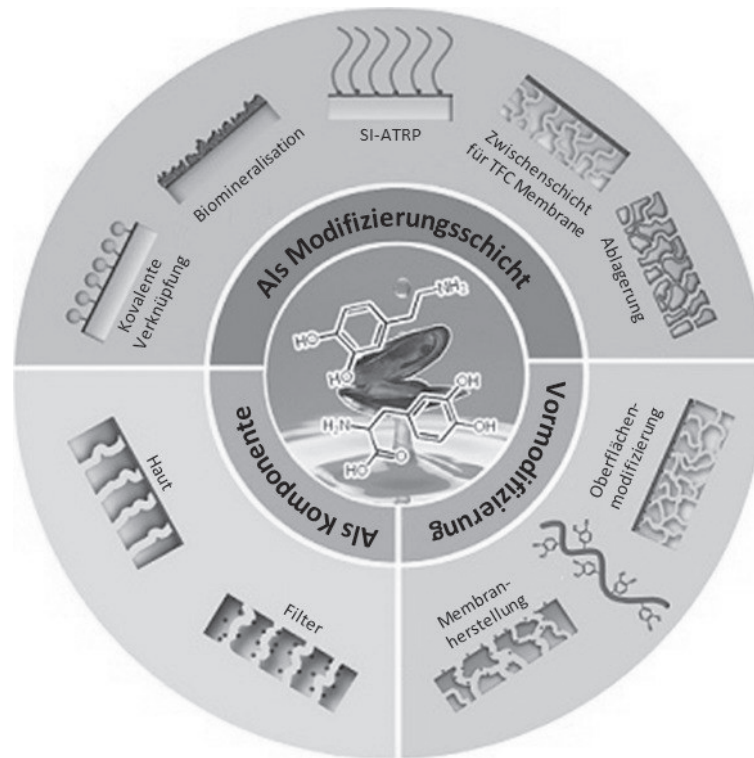 SI-ATRP
Biomineralisation
Kovalente
Verknüpfung
Zwischenschicht
für TFC Membrane
Ablagerung
Als Modifizierungsschicht
NH₂
HO
HO
OH
OH
H₂N
HO
O
Als Komponente
Vormodifizierung
Haut
Filter
Oberflächen-
modifizierung
Membran-
herstellung